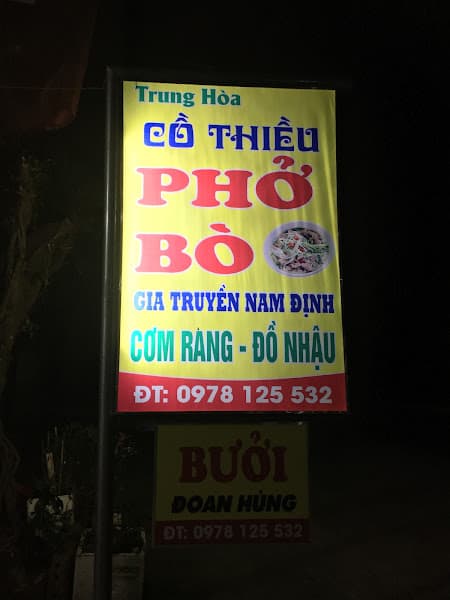 Trung Hòa
CỒ THIỀU
PHỞ
BÒ
GIA TRUYỀN NAM ĐỊNH
CƠM RANG - ĐỒ NHẬU
ĐT: 0978 125 532
BƯỞI
ĐOAN HÙNG
ĐT: 0978 125 532